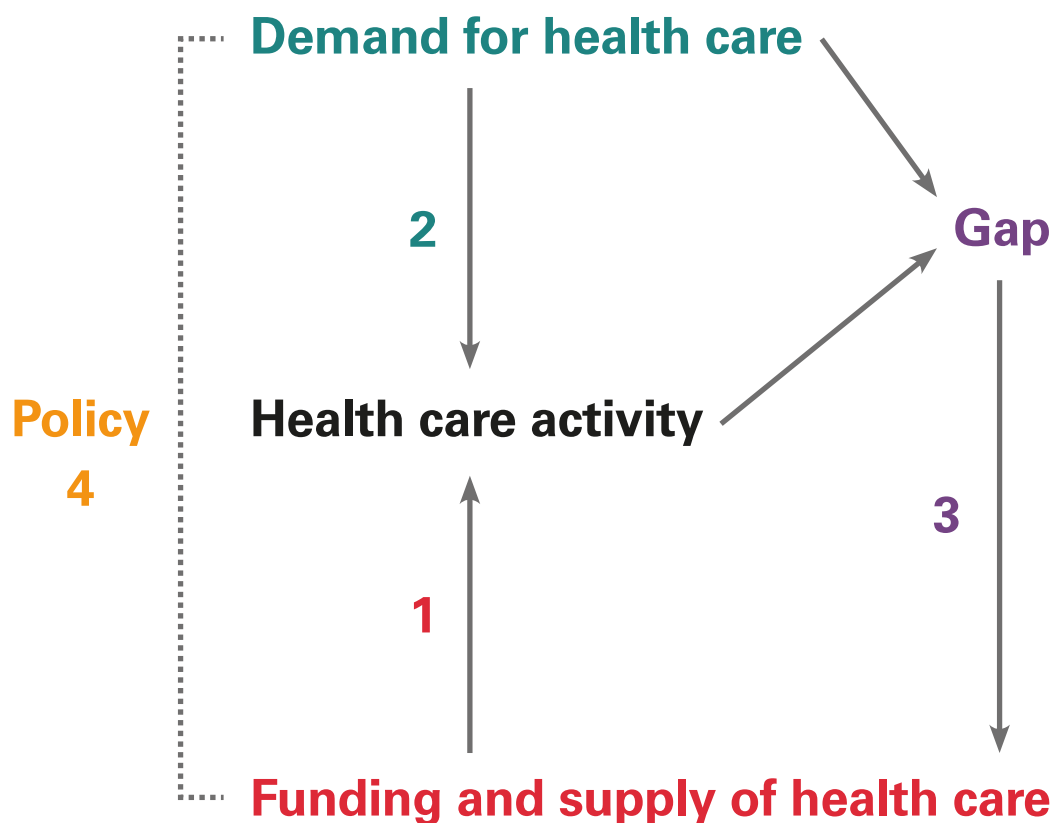 Demand for health care
2
Gap
Policy
4
Health care activity
3
1
Funding and supply of health care